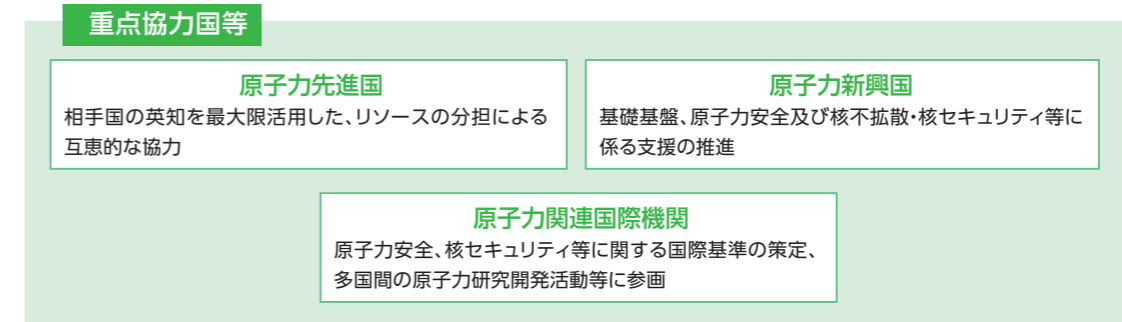 重点協力国等
原子力先進国
相手国の英知を最大限活用した、リソースの分担による
互恵的な協力
原子力新興国
基礎基盤、原子力安全及び核不拡散・核セキュリティ等に
係る支援の推進
原子力関連国際機関
原子力安全、核セキュリティ等に関する国際基準の策定、
多国間の原子力研究開発活動等に参画